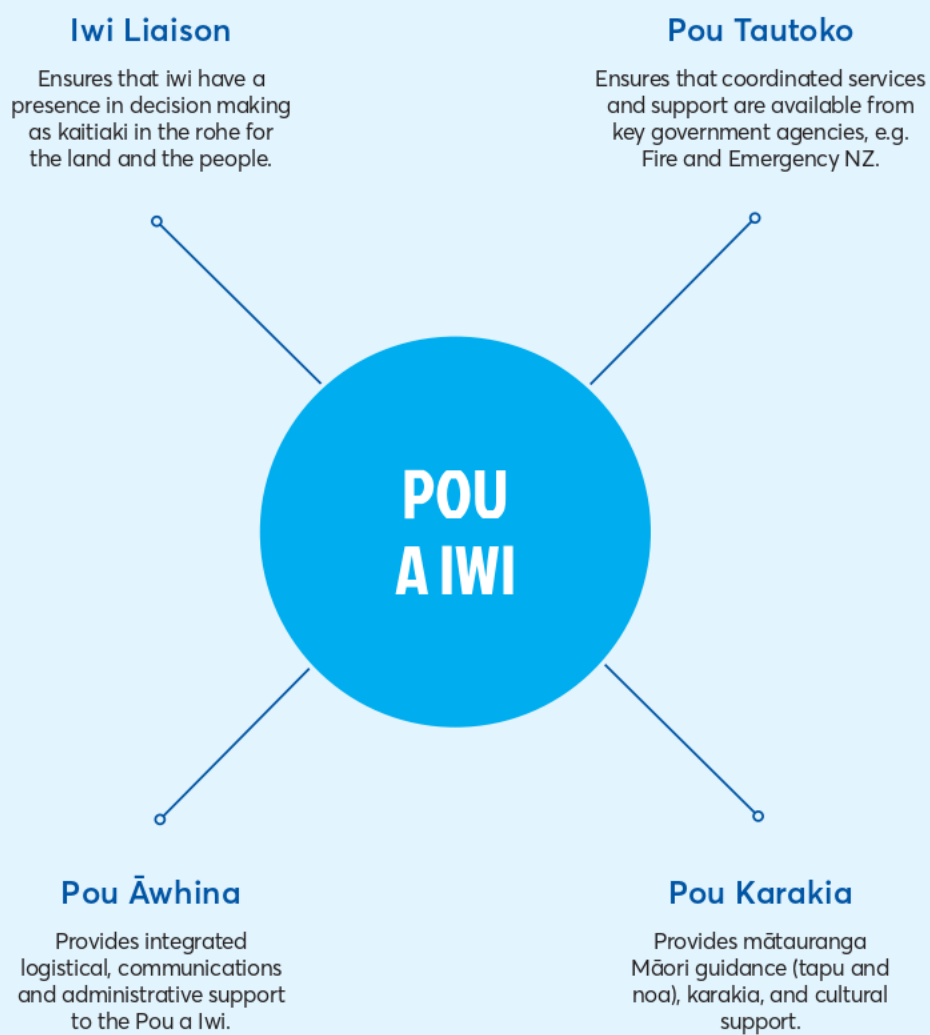 Iwi Liaison
Ensures that iwi have a
presence in decision making
as kaitiaki in the rohe for
the land and the people.
Pou Tautoko
Ensures that coordinated services
and support are available from
key government agencies, e.g.
Fire and Emergency NZ.
POU
A IWI
Pou Āwhina
Provides integrated
logistical, communications
and administrative support
to the Pou a Iwi.
Pou Karakia
Provides mātauranga
Māori guidance (tapu and
noa), karakia, and cultural
support.